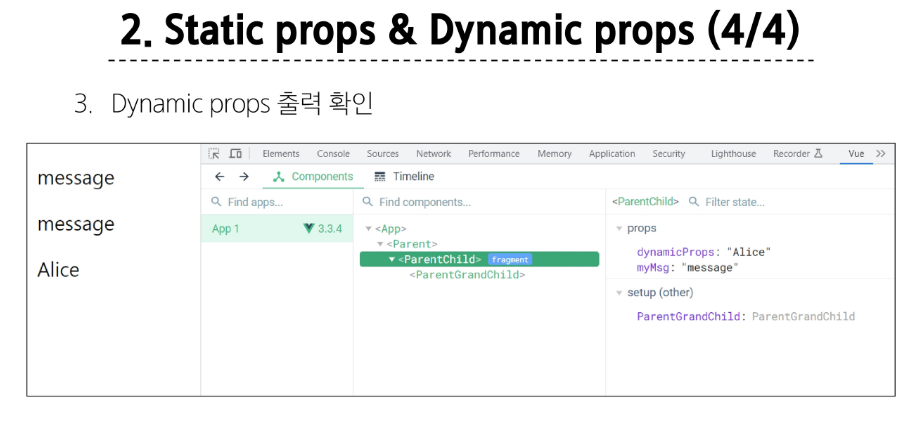 2. Static props & Dynamic props (4/4)
3. Dynamic props 출력 확인
message
message
Alice
Elements Console Sources Network Performance Memory Application Security Lighthouse Recorder Vue >>
Components Timeline
Find apps...
App 1 3.3.4
Find components...
<App>
<Parent>
<ParentChild> fragment
<ParentGrandChild>
<ParentChild> Filter state...
props
dynamicProps: "Alice"
myMsg: "message"
setup (other)
ParentGrandChild: ParentGrandChild